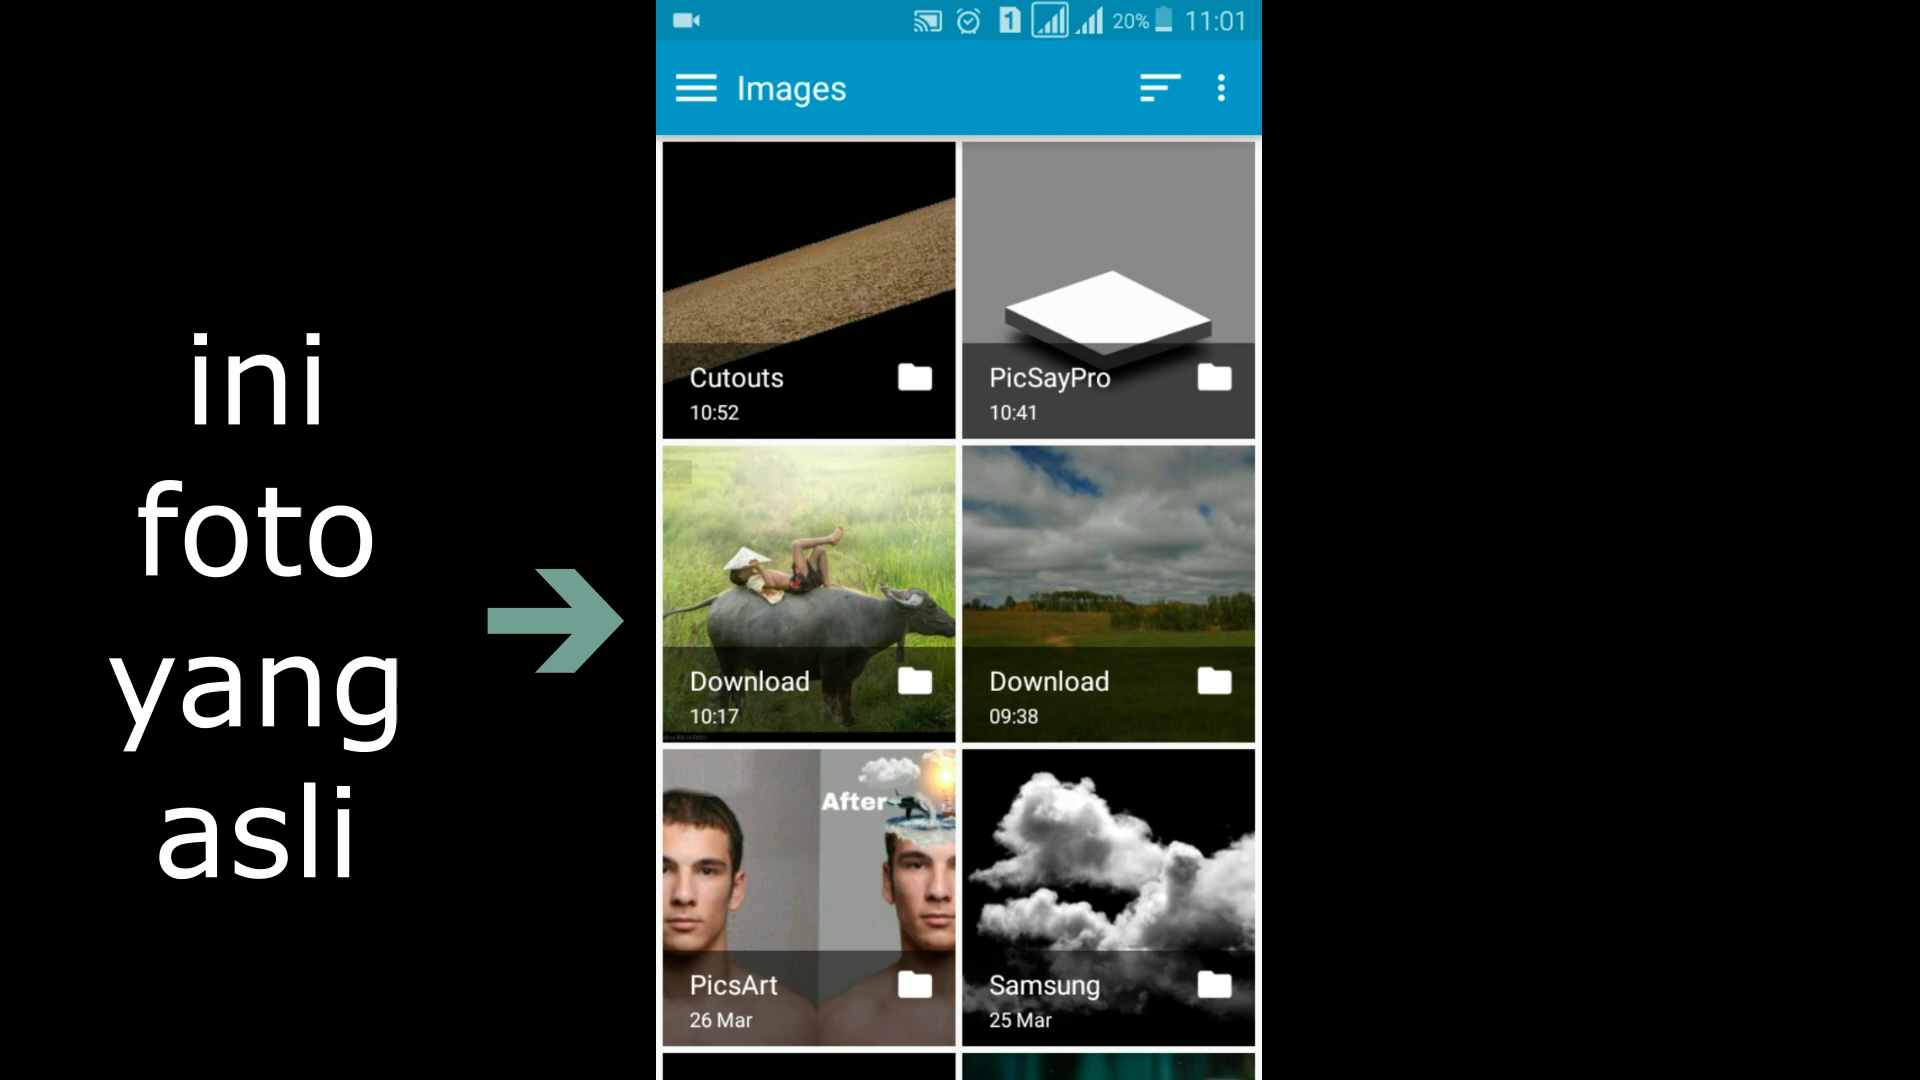 1
20%
11:01
Images
Cutouts
10:52
PicSayPro
10:41
ini
foto
yang
asli
Download
10:17
Download
09:38
After
PicsArt
26 Mar
Samsung
25 Mar